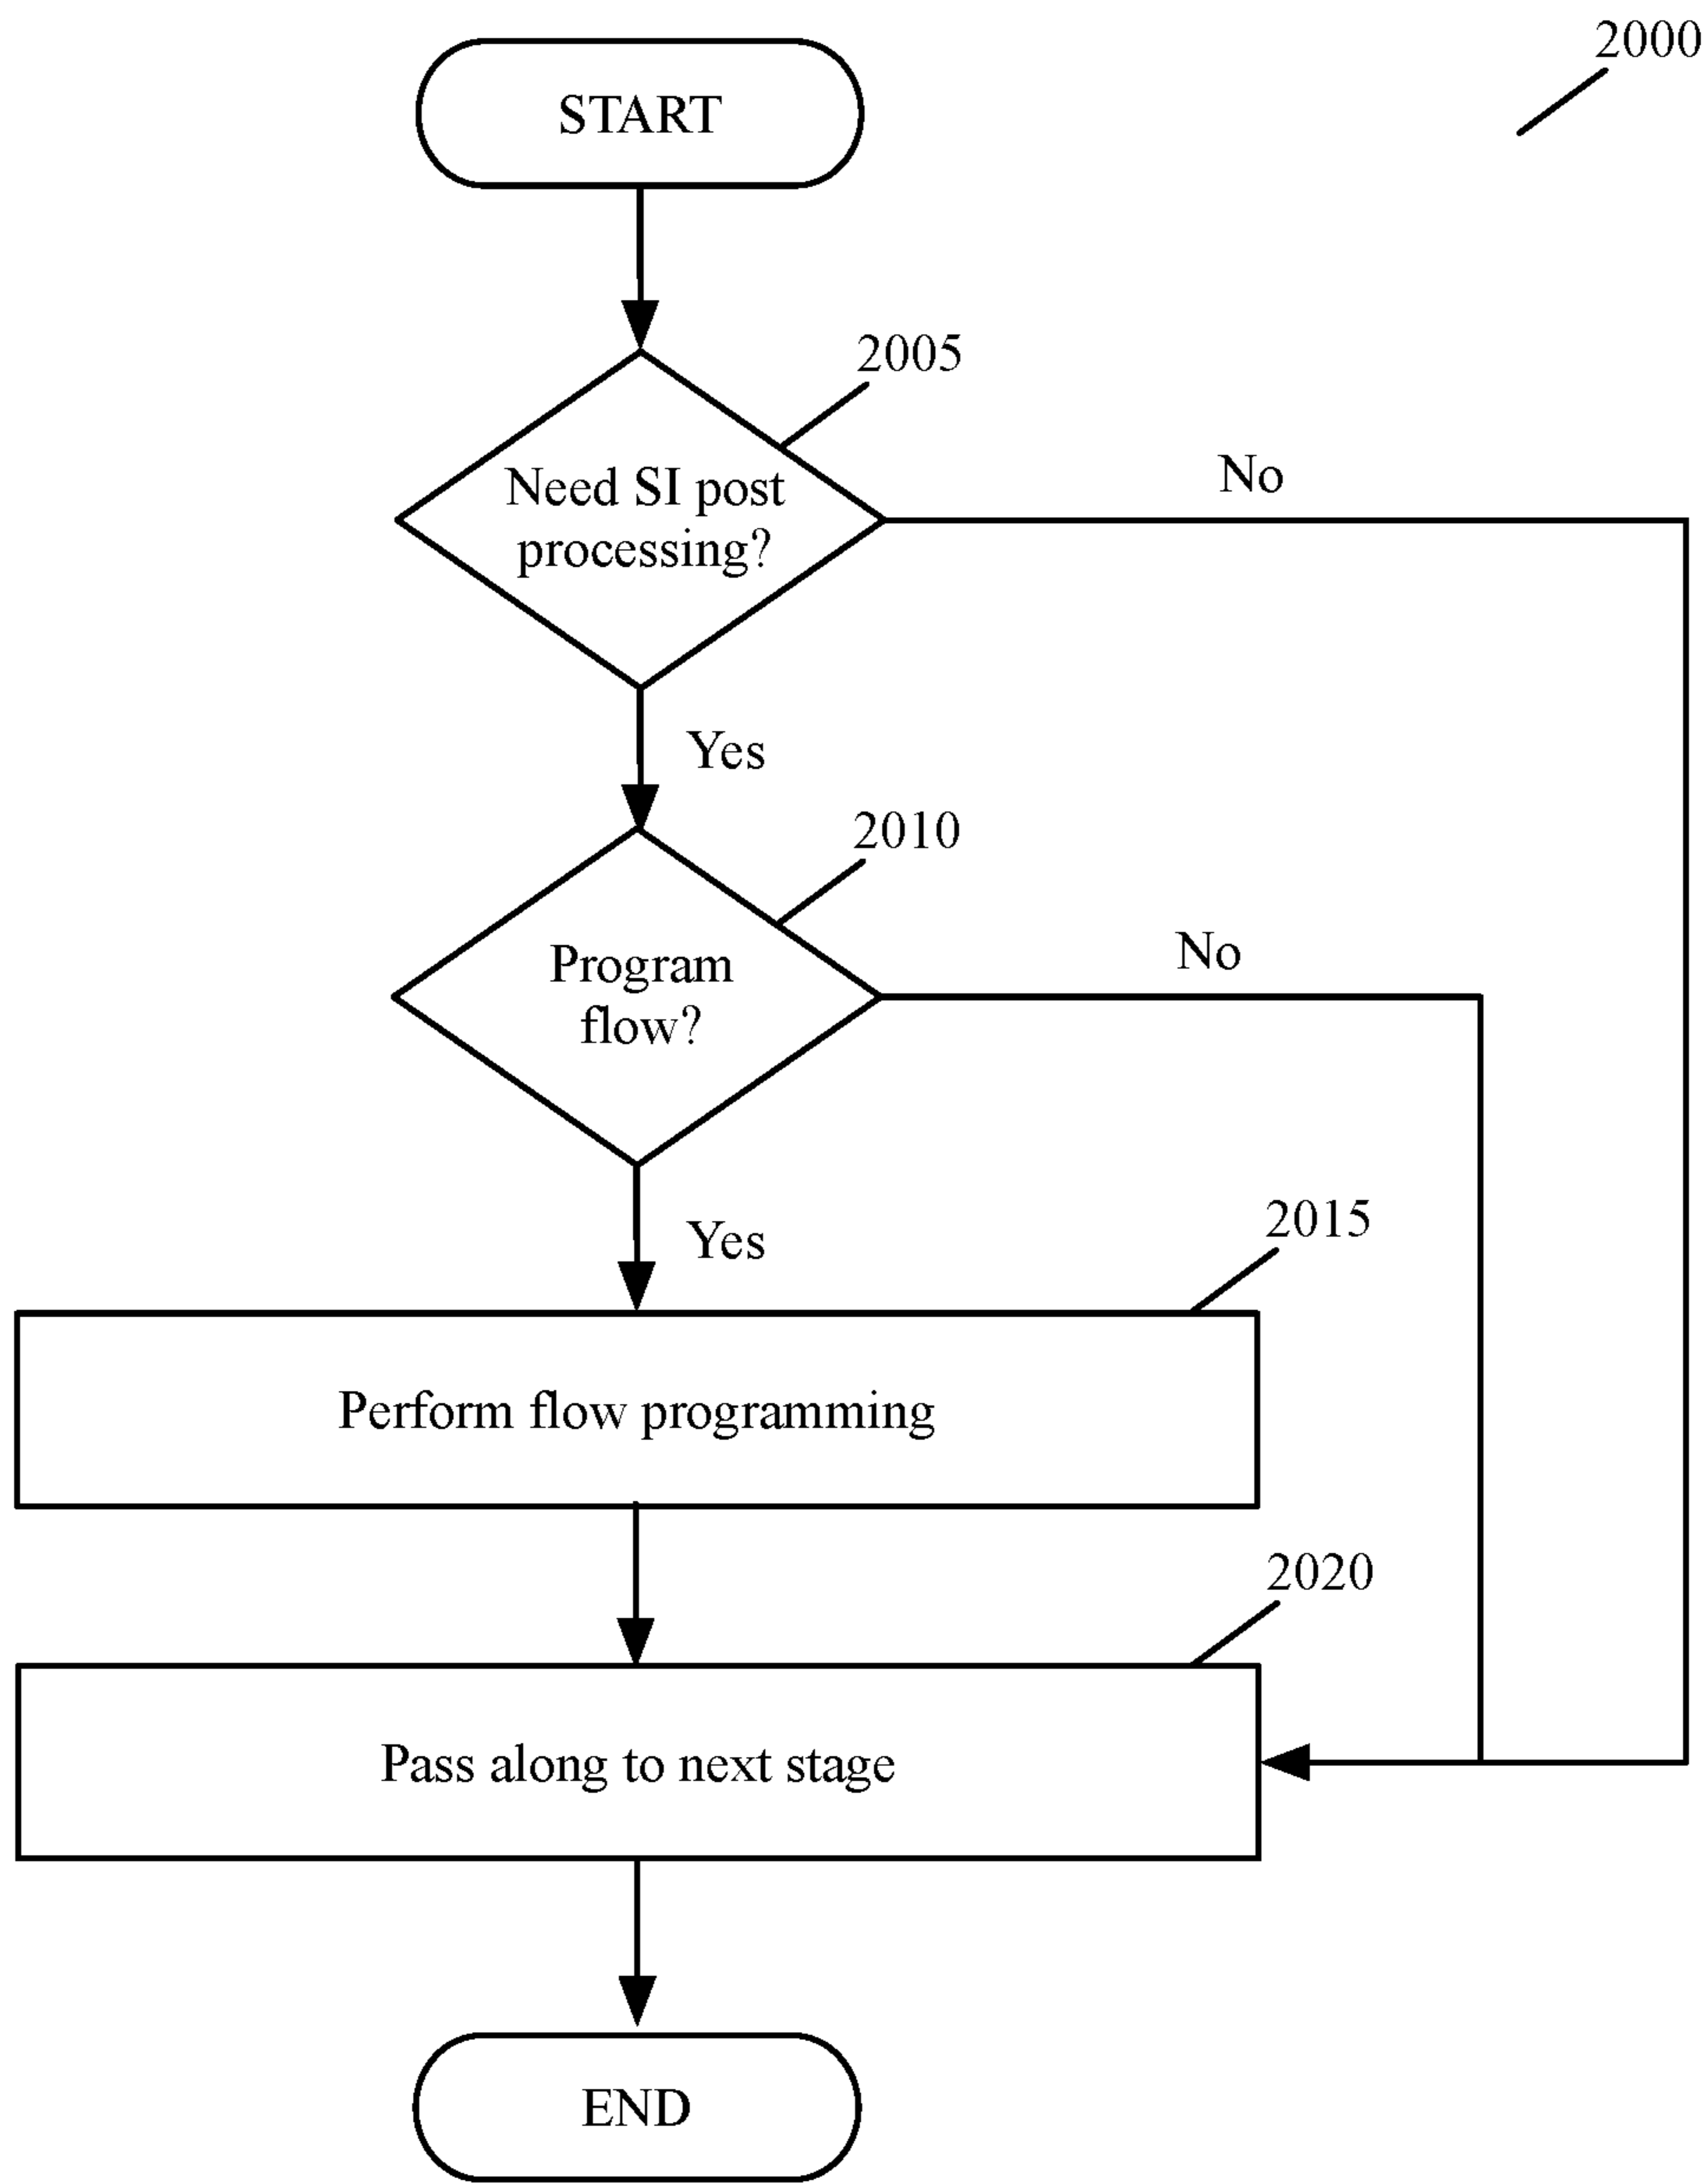 2000
START
2005
Need SI post
processing?
No
Yes
2010
Program
flow?
No
Yes
2015
Perform flow programming
2020
Pass along to next stage
END